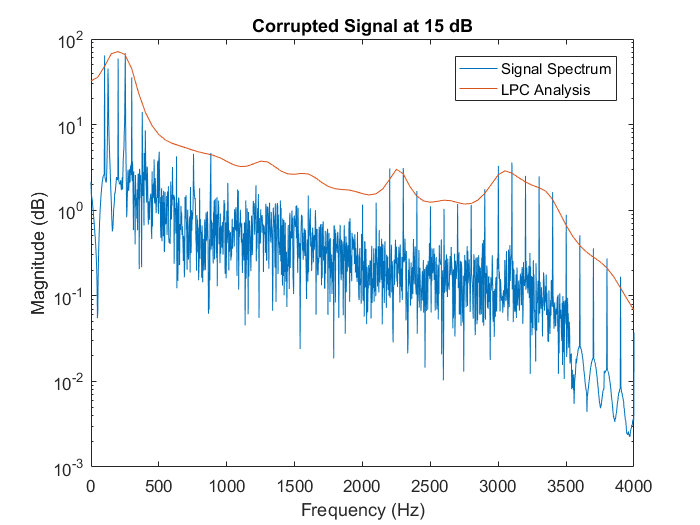 Corrupted Signal at 15 dB
Signal Spectrum
LPC Analysis
Magnitude (dB)
10^2
10^1
10^0
10^-1
10^-2
10^-3
0 500 1000 1500 2000 2500 3000 3500 4000
Frequency (Hz)